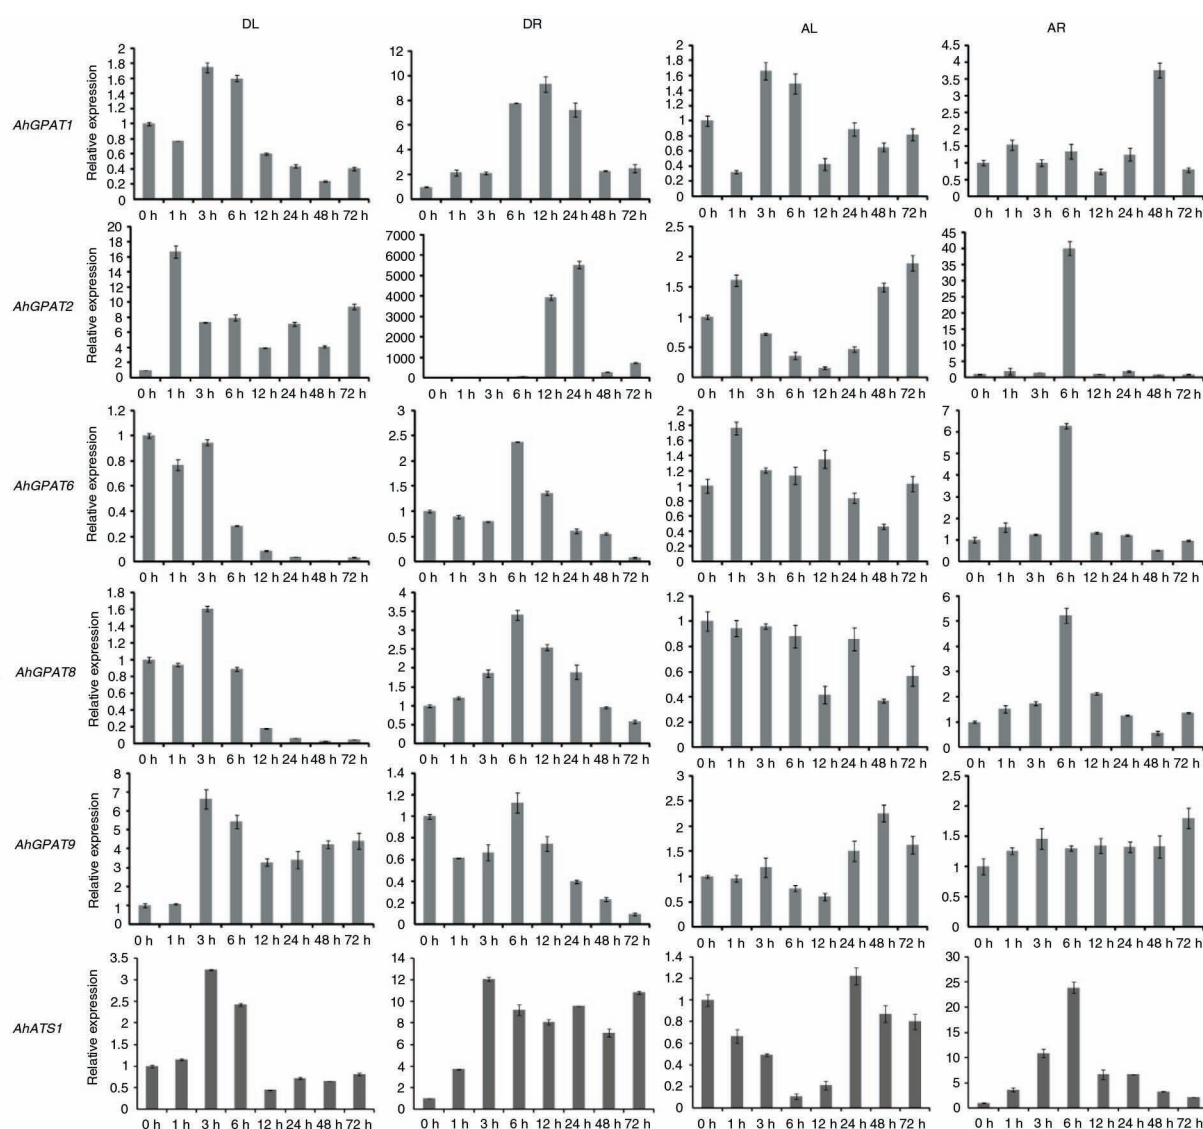 DL DR AL AR
AhGPAT1
Relative expression
2 1.8 1.6 1.4 1.2 1 0.8 0.6 0.4 0.2
0 h 1 h 3 h 6 h 12 h 24 h 48 h 72 h
12 10 8 6 4 2 0
0 h 1 h 3 h 6 h 12 h 24 h 48 h 72 h
2 1.8 1.6 1.4 1.2 1 0.8 0.6 0.4 0.2 0
0 h 1 h 3 h 6 h 12 h 24 h 48 h 72 h
4.5 4 3.5 3 2.5 2 1.5 1 0.5 0
0 h 1 h 3 h 6 h 12 h 24 h 48 h 72 h
AhGPAT2
Relative expression
20 18 16 14 12 10 8 6 4 2 0
0 h 1 h 3 h 6 h 12 h 24 h 48 h 72 h
7000 6000 5000 4000 3000 2000 1000 0
0 h 1 h 3 h 6 h 12 h 24 h 48 h 72 h
2.5 2 1.5 1 0.5 0
0 h 1 h 3 h 6 h 12 h 24 h 48 h 72 h
45 40 35 30 25 20 15 10 5 0
0 h 1 h 3 h 6 h 12 h 24 h 48 h 72 h
AhGPAT6
Relative expression
1.2 1 0.8 0.6 0.4 0.2 0
0 h 1 h 3 h 6 h 12 h 24 h 48 h 72 h
3 2.5 2 1.5 1 0.5 0
0 h 1 h 3 h 6 h 12 h 24 h 48 h 72 h
2 1.8 1.6 1.4 1.2 1 0.8 0.6 0.4 0.2 0
0 h 1 h 3 h 6 h 12 h 24 h 48 h 72 h
7 6 5 4 3 2 1 0
0 h 1 h 3 h 6 h 12 h 24 h 48 h 72 h
AhGPAT8
Relative expression
1.8 1.6 1.4 1.2 1 0.8 0.6 0.4 0.2 0
0 h 1 h 3 h 6 h 12 h 24 h 48 h 72 h
4 3.5 3 2.5 2 1.5 1 0.5 0
0 h 1 h 3 h 6 h 12 h 24 h 48 h 72 h
1.2 1 0.8 0.6 0.4 0.2 0
0 h 1 h 3 h 6 h 12 h 24 h 48 h 72 h
6 5 4 3 2 1 0
0 h 1 h 3 h 6 h 12 h 24 h 48 h 72 h
AhGPAT9
Relative expression
8 7 6 5 4 3 2 1 0
0 h 1 h 3 h 6 h 12 h 24 h 48 h 72 h
1.4 1.2 1 0.8 0.6 0.4 0.2 0
0 h 1 h 3 h 6 h 12 h 24 h 48 h 72 h
3 2.5 2 1.5 1 0.5 0
0 h 1 h 3 h 6 h 12 h 24 h 48 h 72 h
2.5 2 1.5 1 0.5 0
0 h 1 h 3 h 6 h 12 h 24 h 48 h 72 h
AhATS1
Relative expression
3.5 3 2.5 2 1.5 1 0.5 0
0 h 1 h 3 h 6 h 12 h 24 h 48 h 72 h
14 12 10 8 6 4 2 0
0 h 1 h 3 h 6 h 12 h 24 h 48 h 72 h
1.4 1.2 1 0.8 0.6 0.4 0.2 0
0 h 1 h 3 h 6 h 12 h 24 h 48 h 72 h
30 25 20 15 10 5 0
0 h 1 h 3 h 6 h 12 h 24 h 48 h 72 h